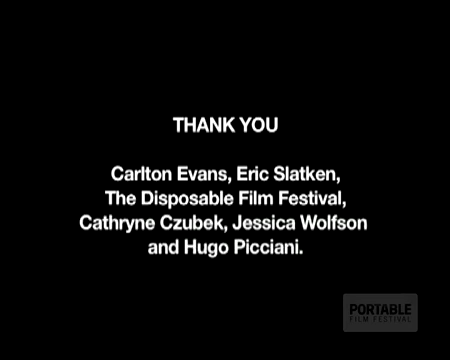 THANK YOU
Carlton Evans, Eric Slatken,
The Disposable Film Festival,
Cathryne Czubek, Jessica Wolfson
and Hugo Picciani.
PORTABLE
FILM FESTIVAL